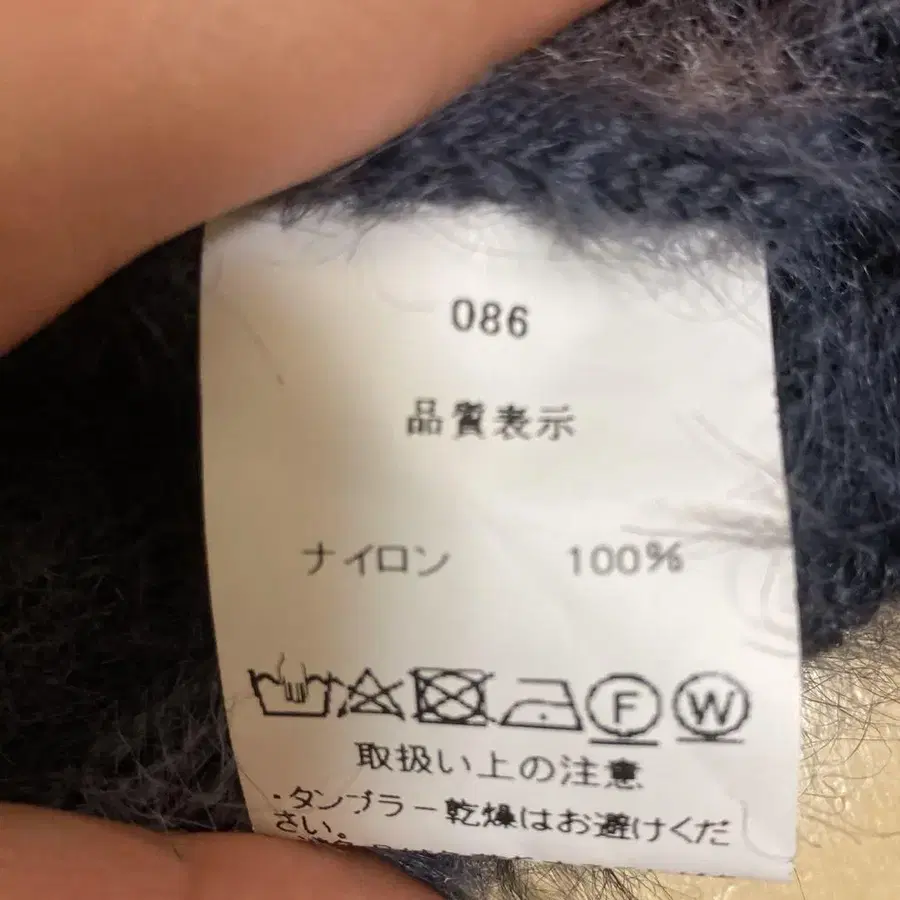 086
品質表示
ナイロン 100%
F W
取扱い上の注意
・タンブラー乾燥はお避けくだ
さい。